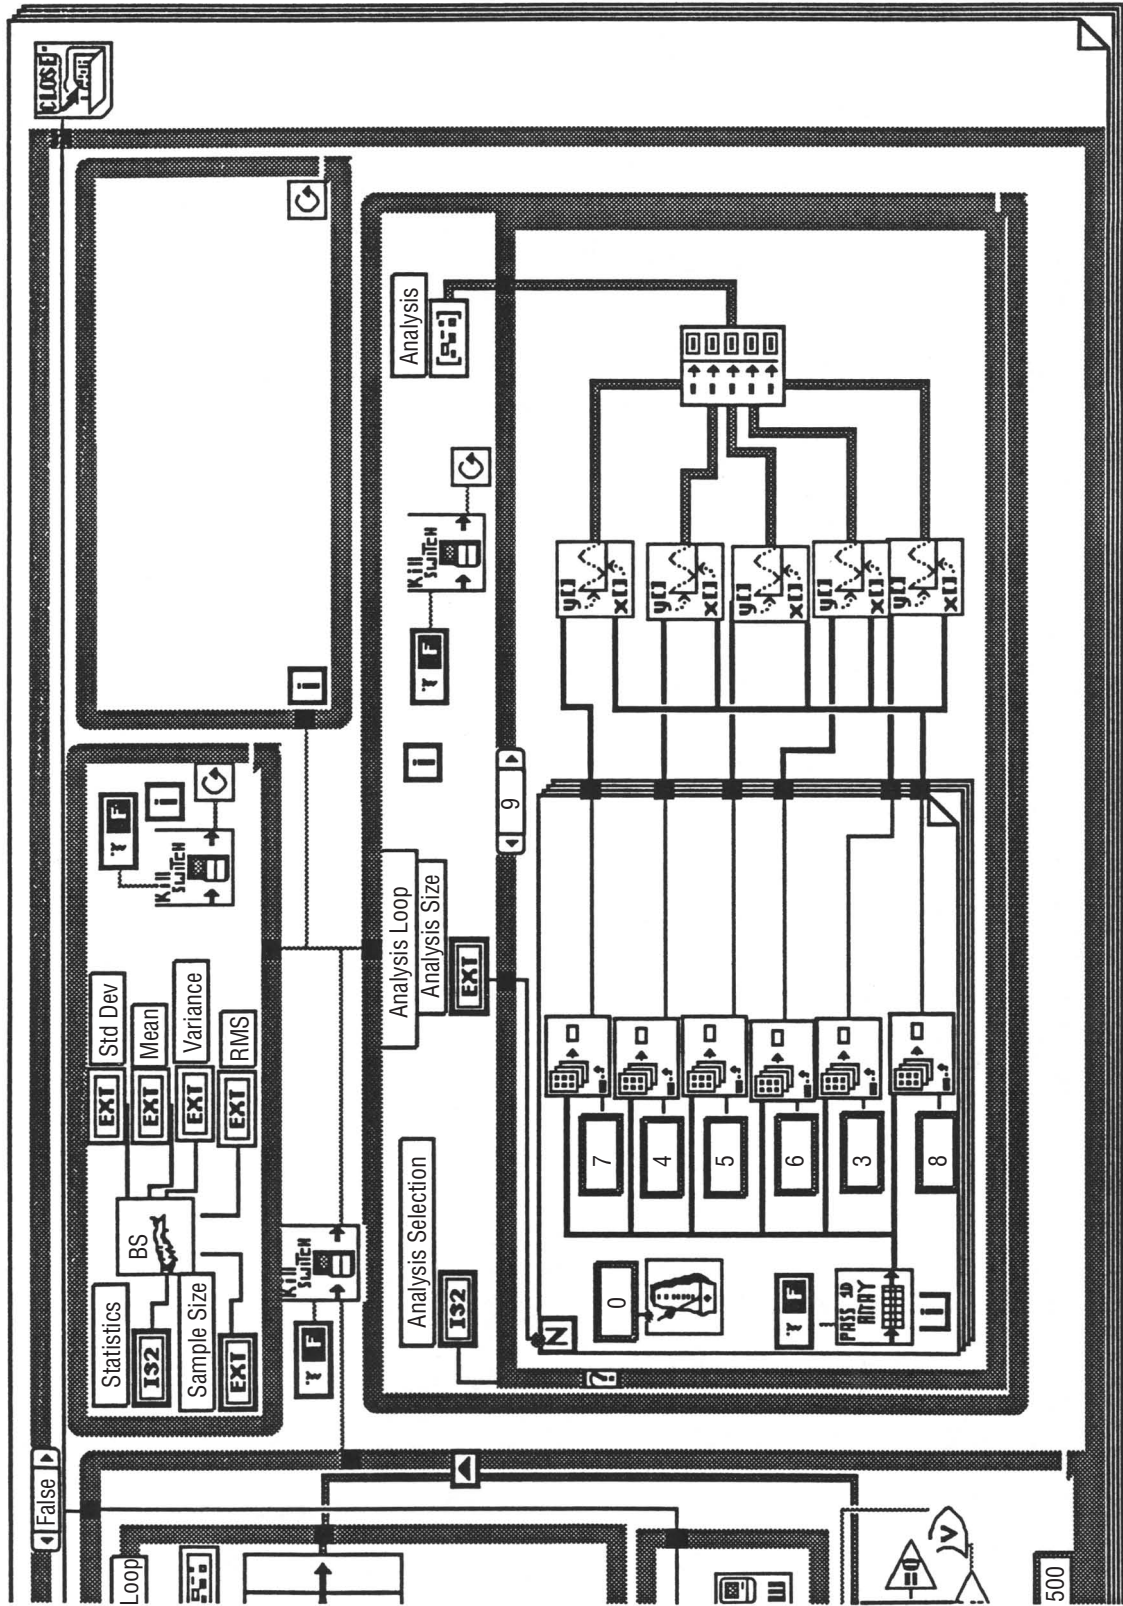 CLOSE
False
Std Dev
Mean
Variance
RMS
EXT
EXT
EXT
EXT
BS
Statistics
I32
Sample Size
EXT
F
Kill
SWITCH
i
F
Kill
SWITCH
i
Analysis Loop
Analysis Size
EXT
Analysis Selection
I32
i
F
Kill
SWITCH
Analysis
9
?
N
0
F
PASS 1D
ARRAY
i
7
4
5
6
3
8
y[]
x[]
y[]
x[]
y[]
x[]
y[]
x[]
y[]
x[]
Loop
V
500